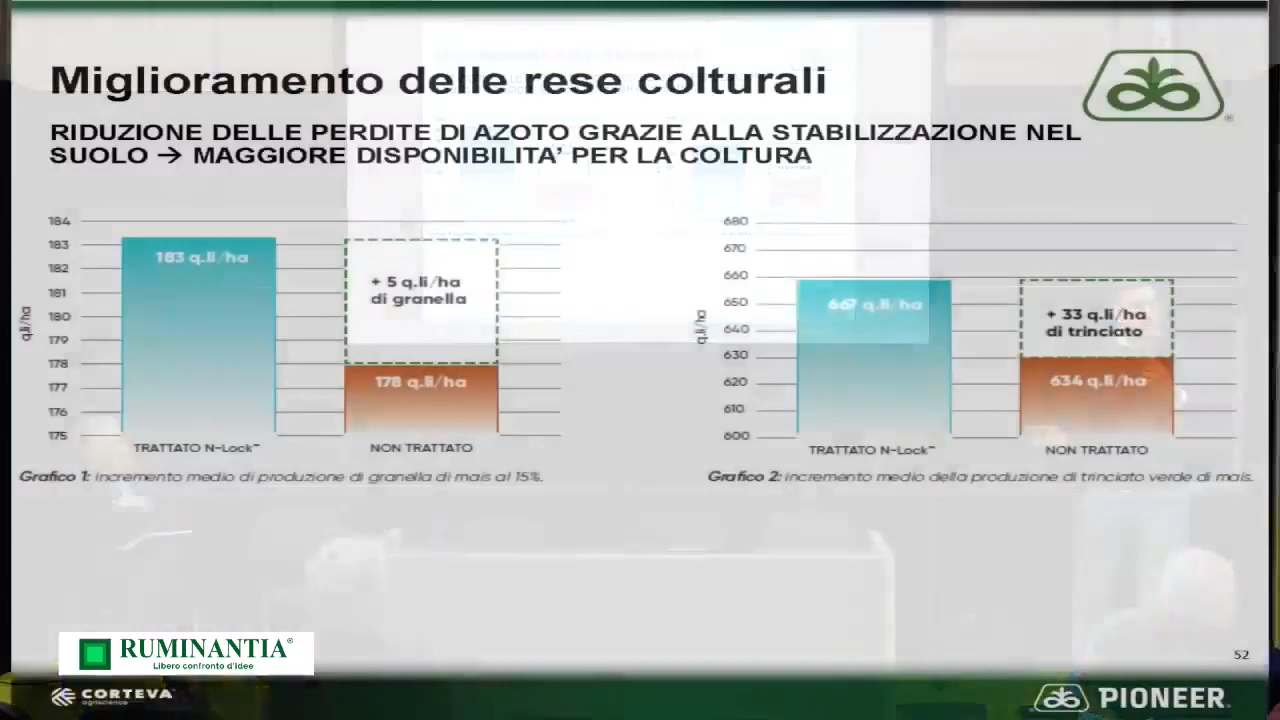 Miglioramento delle rese colturali
RIDUZIONE DELLE PERDITE DI AZOTO GRAZIE ALLA STABILIZZAZIONE NEL
SUOLO → MAGGIORE DISPONIBILITA’ PER LA COLTURA
184
183
182
181
180
179
178
177
176
175
q.li/ha
183 q.li/ha
+ 5 q.li/ha
di granella
178 q.li/ha
TRATTATO N-Lock™
NON TRATTATO
Grafico 1: incremento medio di produzione di granella di mais al 15%.
680
670
660
650
640
630
620
610
600
q.li/ha
667 q.li/ha
+ 33 q.li/ha
di trinciato
634 q.li/ha
TRATTATO N-Lock™
NON TRATTATO
Grafico 2: incremento medio della produzione di trinciato verde di mais.
RUMINANTIA®
Libero confronto d'idee
52
CORTEVA™
agriscience
PIONEER